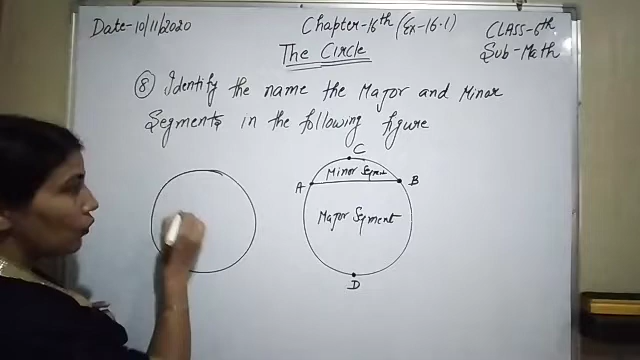 Date-10/11/2020
Chapter-16th (Ex-16.1)
CLASS-6th
The Circle
Sub-Math
⑧ Identify the name the Major and Minor
Segments in the following figure
C
Minor Segment
A
B
Major Segment
D